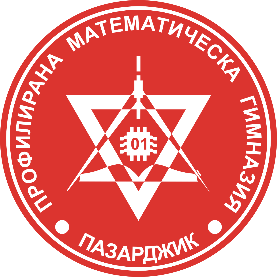 ПРОФИЛИРАНА МАТЕМАТИЧЕСКА ГИМНАЗИЯ
01
ПАЗАРДЖИК